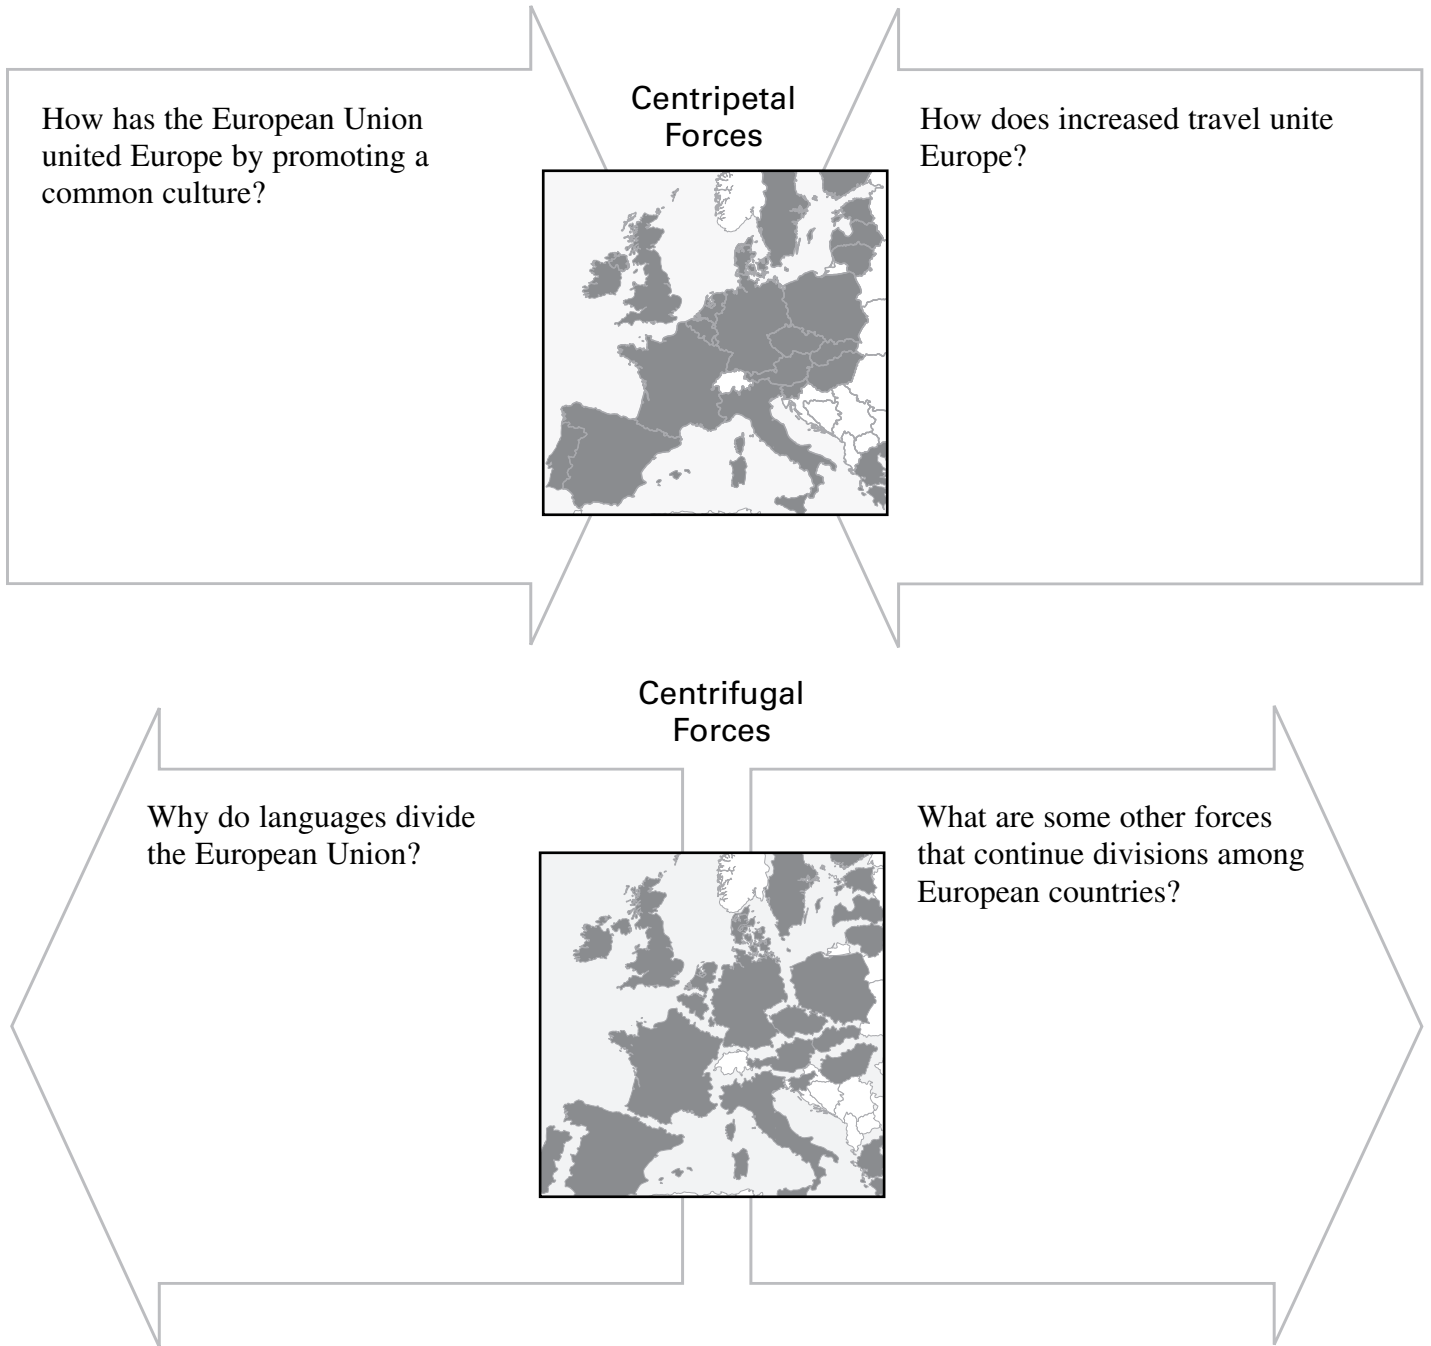 Centripetal
Forces
How has the European Union
united Europe by promoting a
common culture?
How does increased travel unite
Europe?
Centrifugal
Forces
Why do languages divide
the European Union?
What are some other forces
that continue divisions among
European countries?